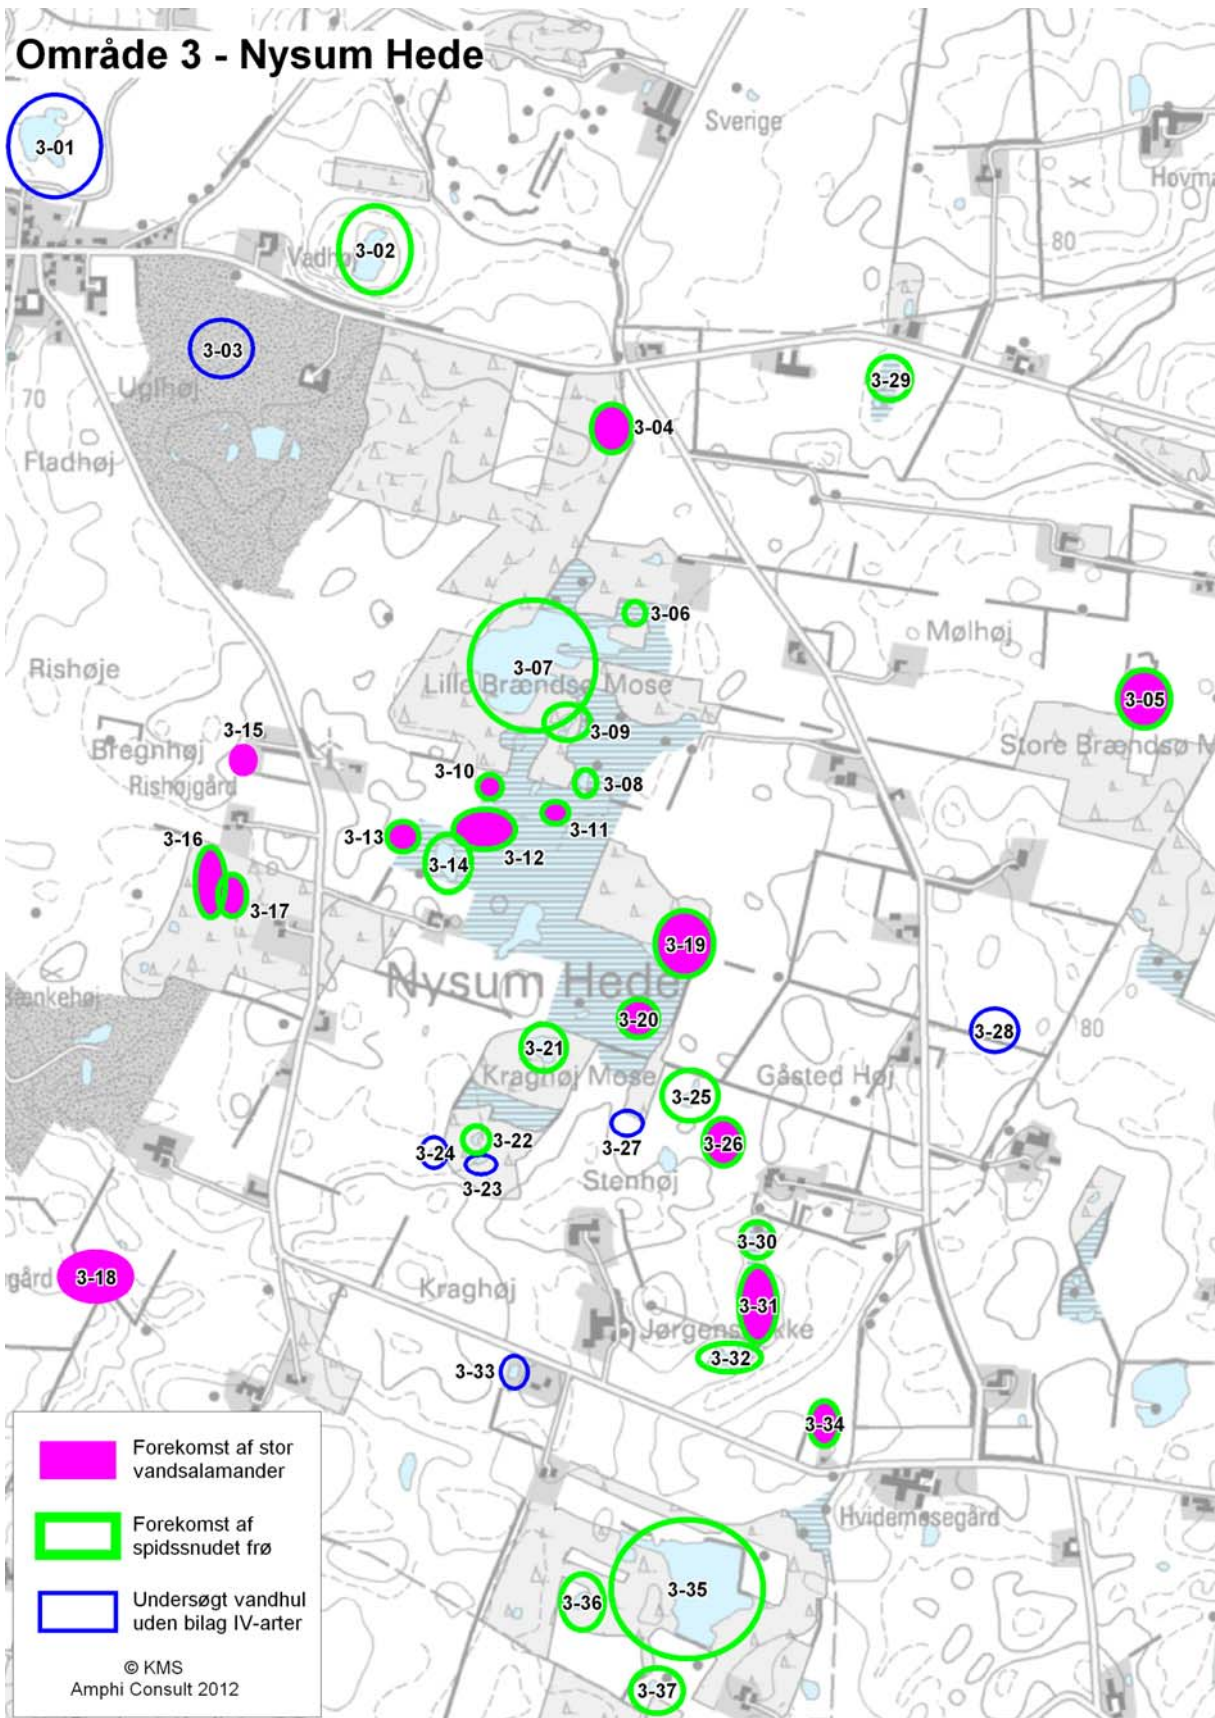 Område 3 - Nysum Hede
Sverige
3-01
Hovm
Vadhøj
3-02
80
3-03
3-29
70
3-04
Fladhøj
3-06
Mølhøj
Rishøje
3-07
Lille Brændsø Mose
3-05
3-15
3-09
Store Brændsø M
Bregnhøj
Rishøjgård
3-10
3-08
3-16
3-13
3-11
3-12
3-14
3-17
3-19
Nysum Hede
ænkehøj
3-20
3-28
80
3-21
Kraghøj Mose
Gåsted Høj
3-25
3-22
3-27
3-26
3-24
3-23
Stenhøj
3-30
3-18
gård
Kraghøj
3-31
3-32
3-33
3-34
Forekomst af stor
vandsalamander
Hvidemosegård
Forekomst af
spidssnudet frø
3-35
3-36
Undersøgt vandhul
uden bilag IV-arter
© KMS
Amphi Consult 2012
3-37